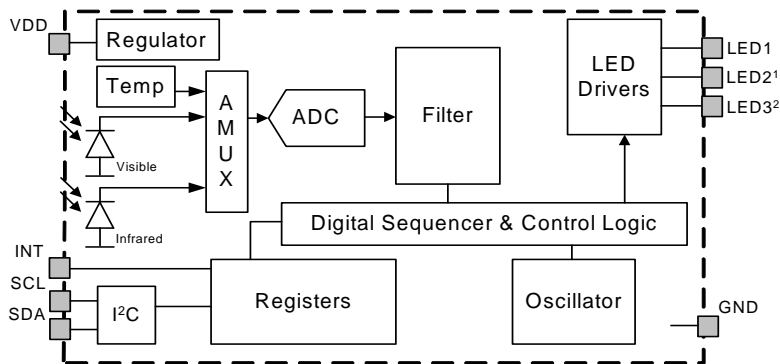 VDD
Regulator
LED1
LED2¹
LED3²
LED
Drivers
Temp
AMUX
ADC
Filter
Visible
Infrared
Digital Sequencer & Control Logic
INT
SCL
SDA
I²C
Registers
Oscillator
GND